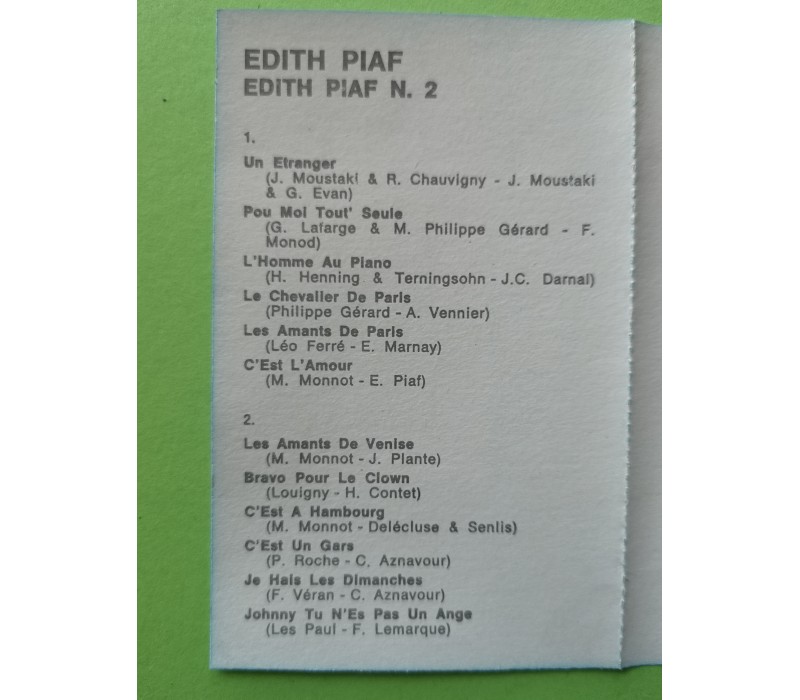 EDITH PIAF
EDITH PIAF N. 2
1.
Un Etranger
(J. Moustaki & R. Chauvigny - J. Moustaki
& G. Evan)
Pou Moi Tout' Seule
(G. Lafarge & M. Philippe Gérard - F.
Monod)
L'Homme Au Piano
(H. Henning & Terningsohn - J.C. Darnal)
Le Chevalier De Paris
(Philippe Gérard - A. Vennier)
Les Amants De Paris
(Léo Ferré - E. Marnay)
C'Est L'Amour
(M. Monnot - E. Piaf)
2.
Les Amants De Venise
(M. Monnot - J. Plante)
Bravo Pour Le Clown
(Louigny - H. Contet)
C'Est A Hambourg
(M. Monnot - Delécluse & Senlis)
C'Est Un Gars
(P. Roche - C. Aznavour)
Je Hais Les Dimanches
(F. Véran - C. Aznavour)
Johnny Tu N'Es Pas Un Ange
(Les Paul - F. Lemarque)